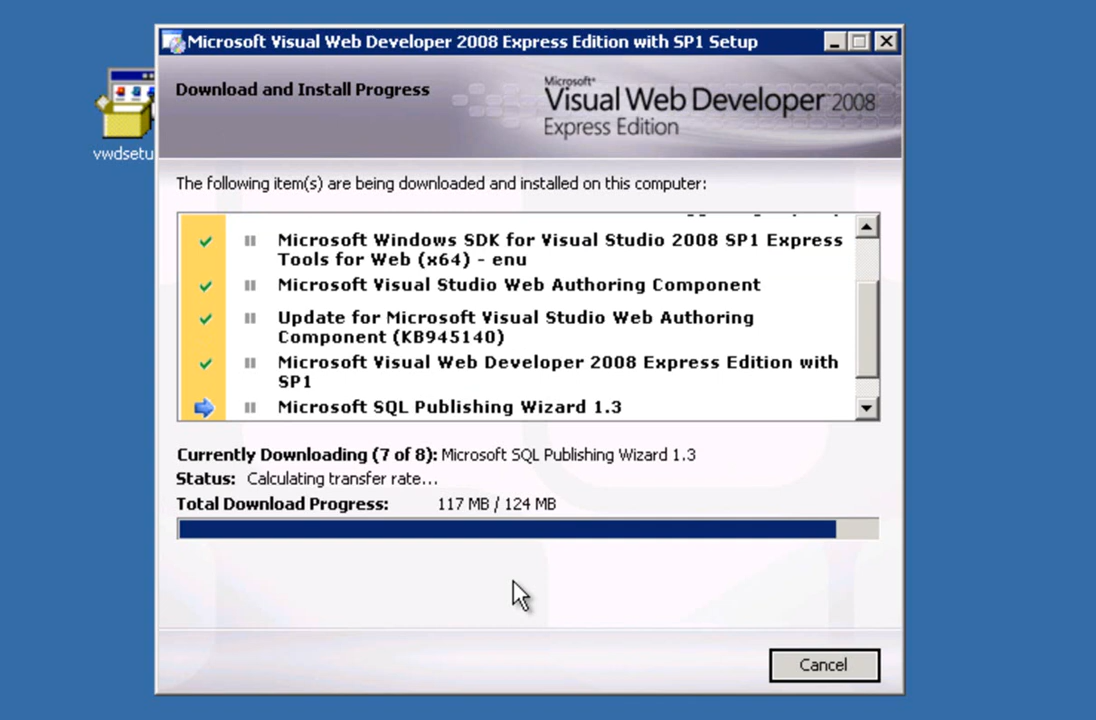 Microsoft Visual Web Developer 2008 Express Edition with SP1 Setup
Download and Install Progress
Microsoft®
Visual Web Developer 2008
Express Edition
vwdsetu
The following item(s) are being downloaded and installed on this computer:
Microsoft Windows SDK for Visual Studio 2008 SP1 Express
Tools for Web (x64) - enu
Microsoft Visual Studio Web Authoring Component
Update for Microsoft Visual Studio Web Authoring
Component (KB945140)
Microsoft Visual Web Developer 2008 Express Edition with
SP1
Microsoft SQL Publishing Wizard 1.3
Currently Downloading (7 of 8): Microsoft SQL Publishing Wizard 1.3
Status: Calculating transfer rate...
Total Download Progress: 117 MB / 124 MB
Cancel